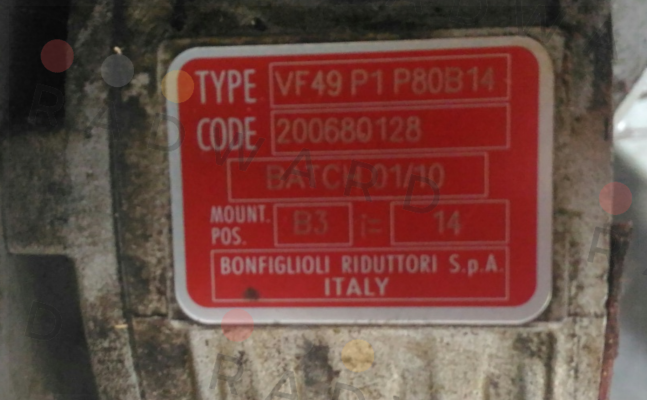 TYPE VF49 P1 P80B14
CODE 200680128
BATCH 01/10
MOUNT. POS. B3 i= 14
BONFIGLIOLI RIDUTTORI S.p.A.
ITALY